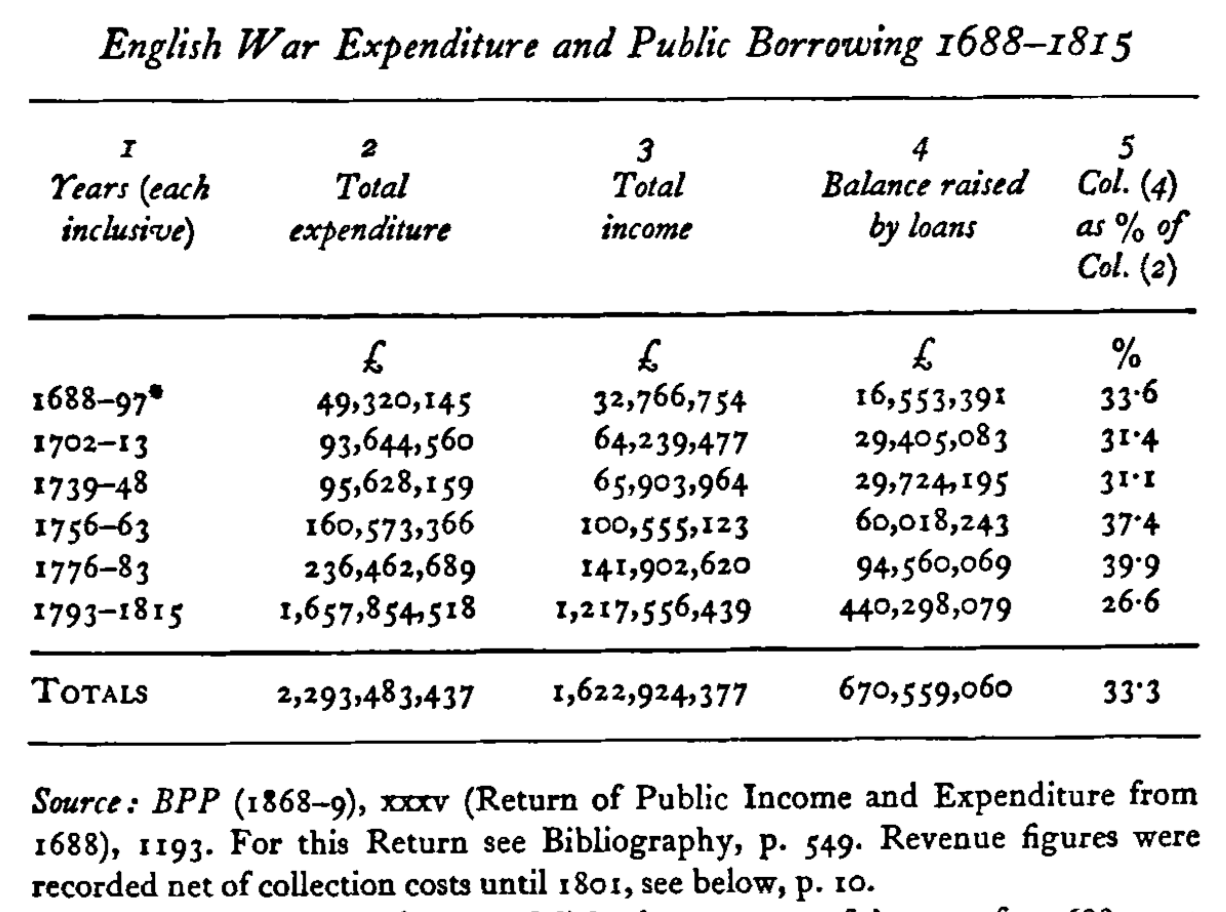 English War Expenditure and Public Borrowing 1688–1815
1 2 3 4 5
Years (each Total Total Balance raised Col. (4)
inclusive) expenditure income by loans as % of
Col. (2)
£ £ £ %
1688–97* 49,320,145 32,766,754 16,553,391 33·6
1702–13 93,644,560 64,239,477 29,405,083 31·4
1739–48 95,628,159 65,903,964 29,724,195 31·1
1756–63 160,573,366 100,555,123 60,018,243 37·4
1776–83 236,462,689 141,902,620 94,560,069 39·9
1793–1815 1,657,854,518 1,217,556,439 440,298,079 26·6
TOTALS 2,293,483,437 1,622,924,377 670,559,060 33·3
Source: BPP (1868–9), xxxv (Return of Public Income and Expenditure from
1688), 1193. For this Return see Bibliography, p. 549. Revenue figures were
recorded net of collection costs until 1801, see below, p. 10.